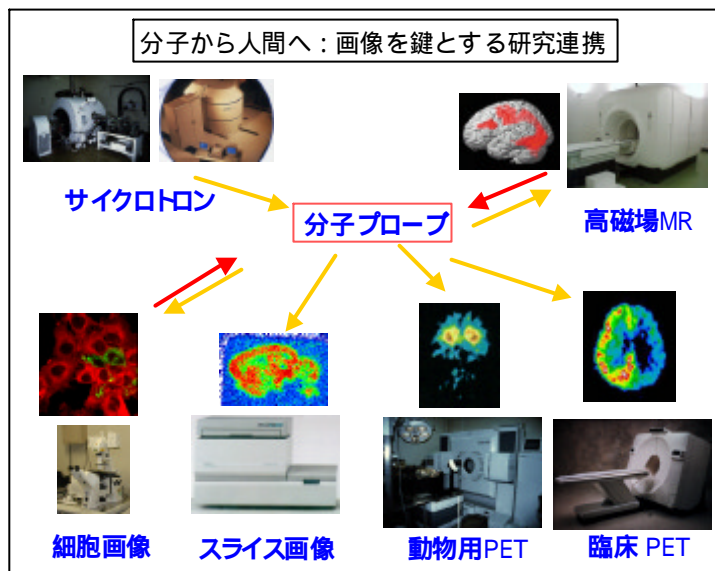 分子から人間へ：画像を鍵とする研究連携
サイクロトロン
分子プローブ
高磁場MR
細胞画像
スライス画像
動物用PET
臨床 PET